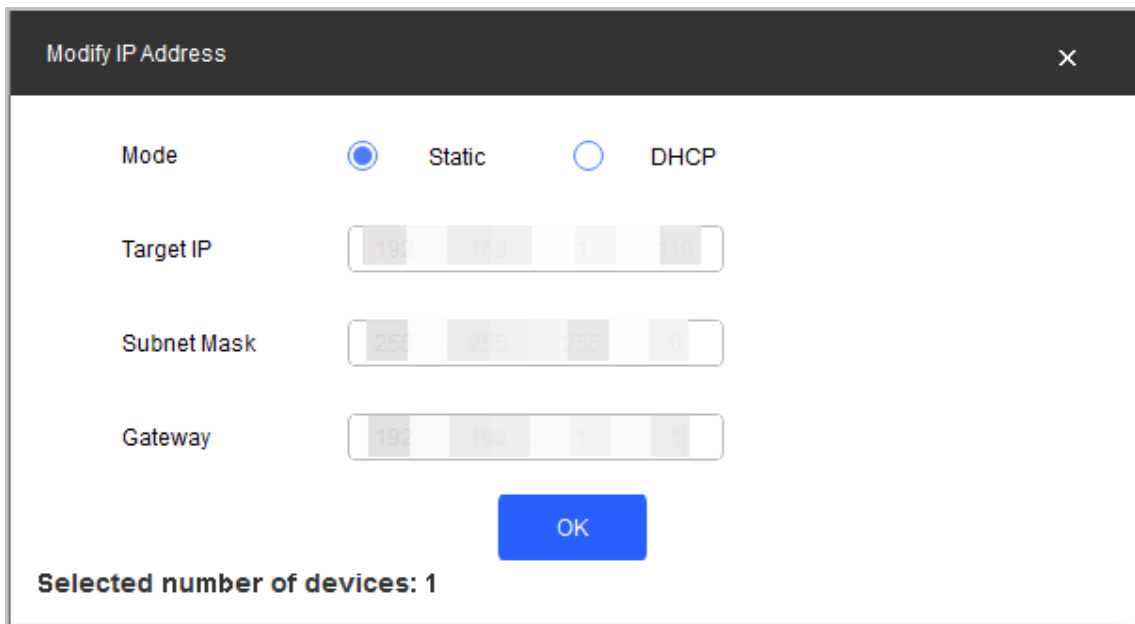 Modify IP Address ×
Mode Static DHCP
Target IP 192 . 168 . 1 . 110
Subnet Mask 255 . 255 . 255 . 0
Gateway 192 . 168 . 1 . 1
OK
Selected number of devices: 1